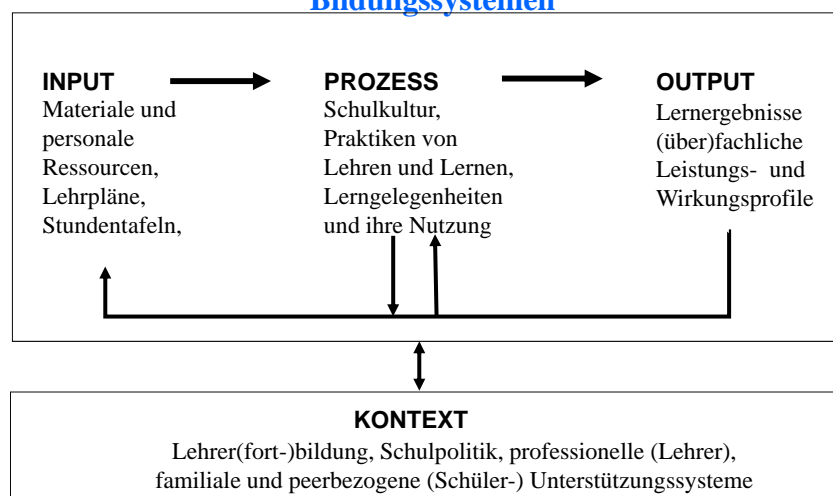 Bildungssystemen
INPUT
Materiale und
personale
Ressourcen,
Lehrpläne,
Stundentafeln,
PROZESS
Schulkultur,
Praktiken von
Lehren und Lernen,
Lerngelegenheiten
und ihre Nutzung
OUTPUT
Lernergebnisse
(über)fachliche
Leistungs- und
Wirkungsprofile
KONTEXT
Lehrer(fort-)bildung, Schulpolitik, professionelle (Lehrer),
familiale und peerbezogene (Schüler-) Unterstützungssysteme